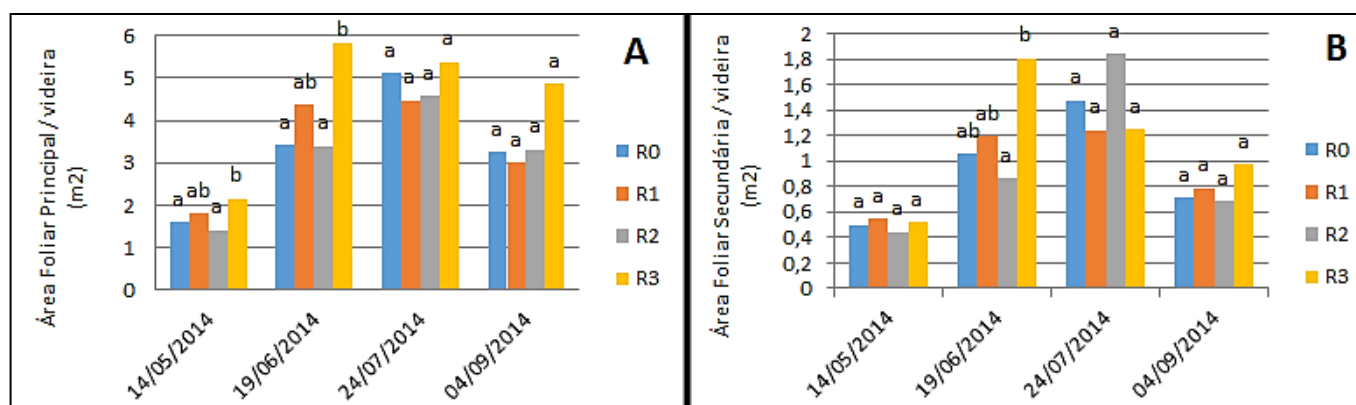 Área Foliar Principal / videira
(m2)
6
5
4
3
2
1
0
a ab a b
a ab a b
a a a a
a a a a
14/05/2014
19/06/2014
24/07/2014
04/09/2014
A
R0
R1
R2
R3
Área Foliar Secundária / videira
(m2)
2
1,8
1,6
1,4
1,2
1
0,8
0,6
0,4
0,2
0
a a a a
ab ab a b
a a a a
a a a a
14/05/2014
19/06/2014
24/07/2014
04/09/2014
B
R0
R1
R2
R3